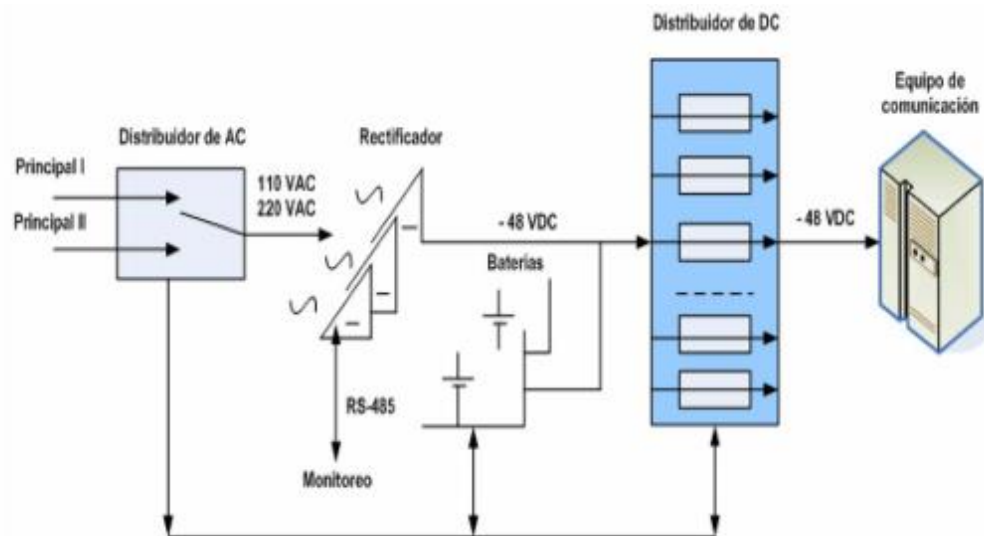 Distribuidor de DC
Equipo de
comunicación
Distribuidor de AC
Rectificador
Principal I
110 VAC
220 VAC
Principal II
- 48 VDC
- 48 VDC
Baterías
RS-485
Monitoreo